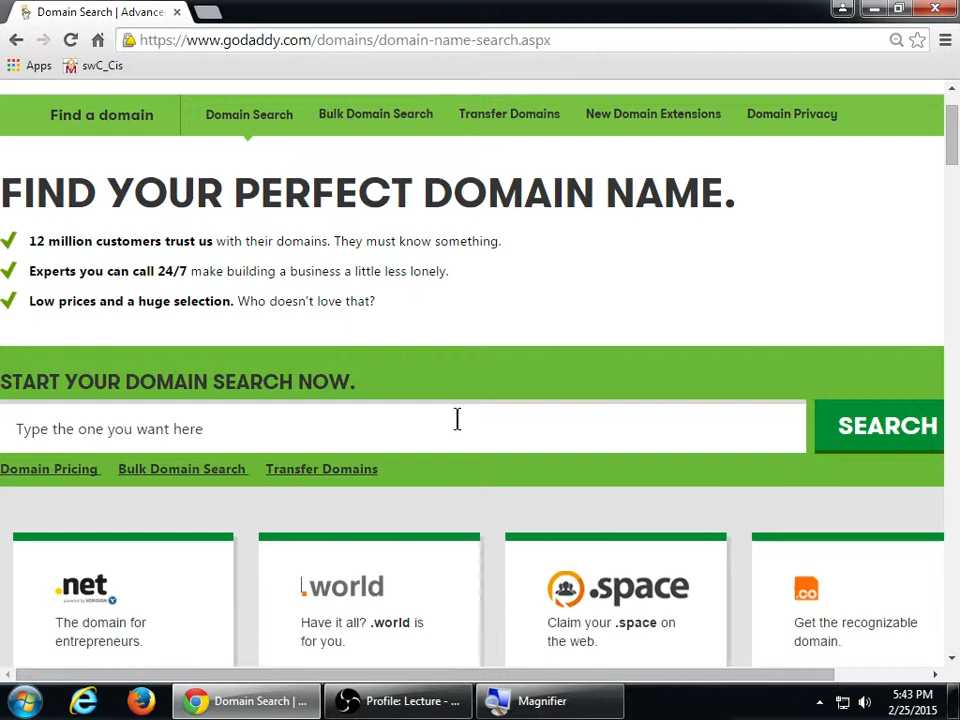 Domain Search | Advance
https://www.godaddy.com/domains/domain-name-search.aspx
Apps
swC_Cis
Find a domain
Domain Search
Bulk Domain Search
Transfer Domains
New Domain Extensions
Domain Privacy
FIND YOUR PERFECT DOMAIN NAME.
12 million customers trust us with their domains. They must know something.
Experts you can call 24/7 make building a business a little less lonely.
Low prices and a huge selection. Who doesn't love that?
START YOUR DOMAIN SEARCH NOW.
Type the one you want here
SEARCH
Domain Pricing
Bulk Domain Search
Transfer Domains
.net
The domain for
entrepreneurs.
.world
Have it all? .world is
for you.
.space
Claim your .space on
the web.
.co
Get the recognizable
domain.
Domain Search | ...
Profile: Lecture - ...
Magnifier
5:43 PM
2/25/2015